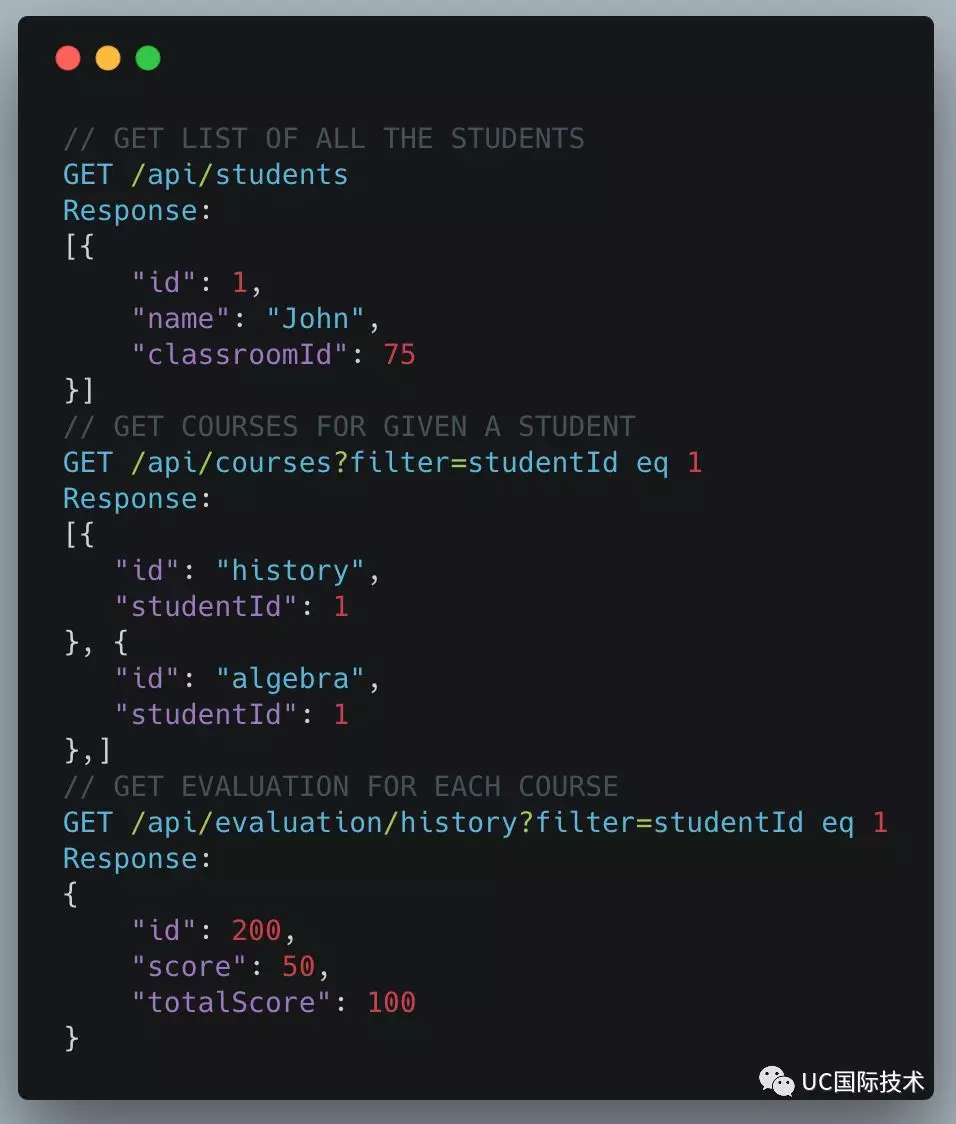 // GET LIST OF ALL THE STUDENTS
GET /api/students
Response:
[{
    "id": 1,
    "name": "John",
    "classroomId": 75
}]
// GET COURSES FOR GIVEN A STUDENT
GET /api/courses?filter=studentId eq 1
Response:
[{
   "id": "history",
   "studentId": 1
}, {
   "id": "algebra",
   "studentId": 1
},]
// GET EVALUATION FOR EACH COURSE
GET /api/evaluation/history?filter=studentId eq 1
Response:
{
    "id": 200,
    "score": 50,
    "totalScore": 100
}
UC国际技术